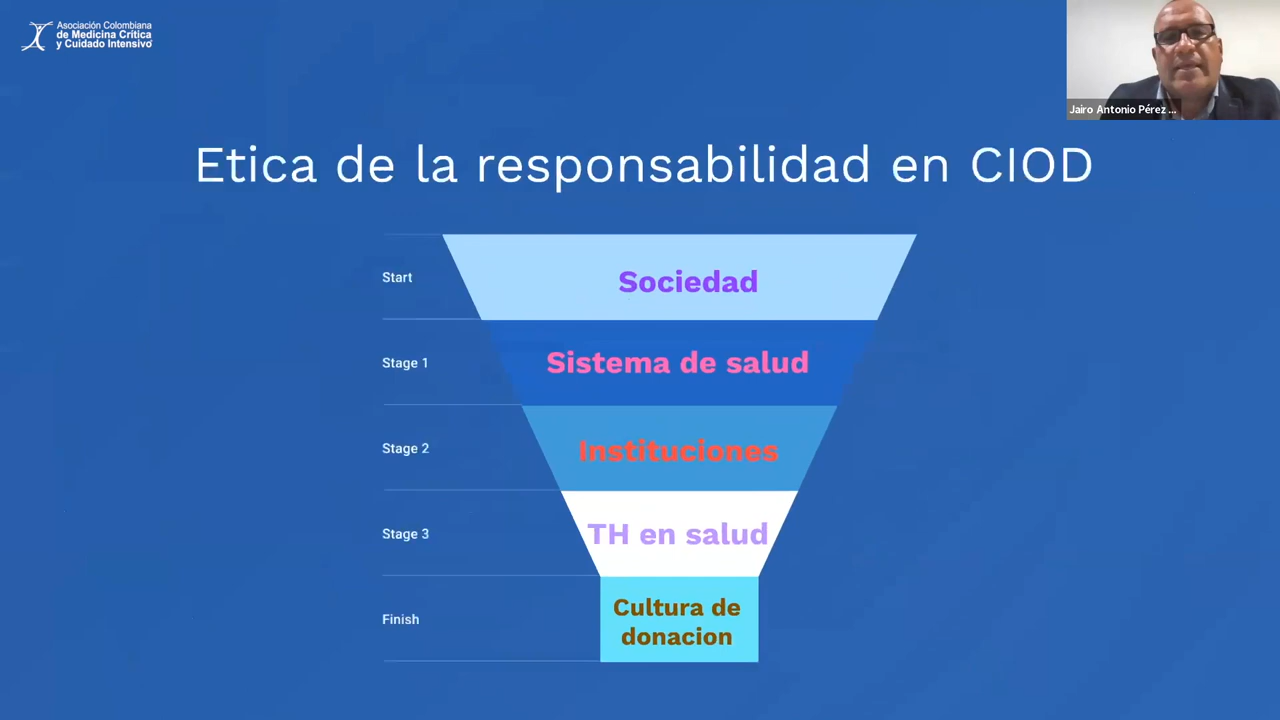 Asociación Colombiana
de Medicina Crítica
y Cuidado Intensivo
Jairo Antonio Pérez ...
Etica de la responsabilidad en CIOD
Start
Sociedad
Stage 1
Sistema de salud
Stage 2
Instituciones
Stage 3
TH en salud
Finish
Cultura de
donacion